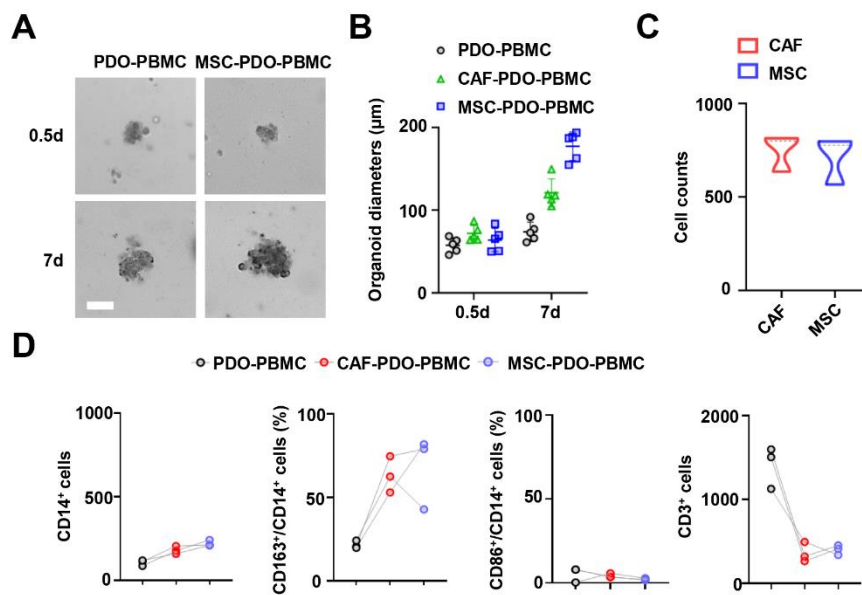 A
PDO-PBMC MSC-PDO-PBMC
0.5d
7d
B
PDO-PBMC
CAF-PDO-PBMC
MSC-PDO-PBMC
Organoid diameters (μm)
200
100
0
0.5d 7d
C
CAF
MSC
Cell counts
1000
500
0
CAF MSC
D
PDO-PBMC CAF-PDO-PBMC MSC-PDO-PBMC
CD14⁺ cells
1000
500
0
CD163⁺/CD14⁺ cells (%)
100
50
0
CD86⁺/CD14⁺ cells (%)
100
50
0
CD3⁺ cells
2000
1000
0